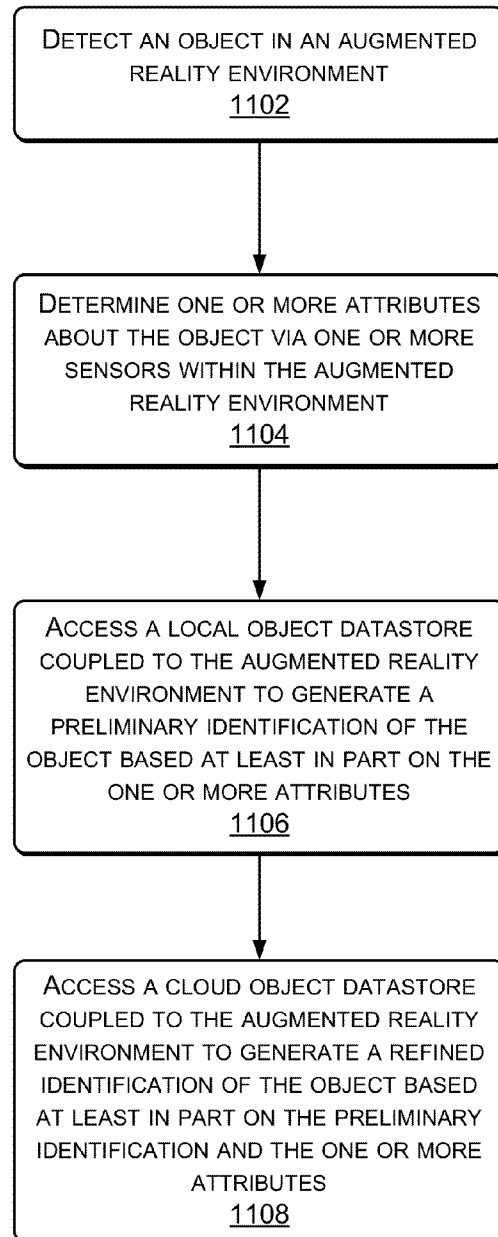 DETECT AN OBJECT IN AN AUGMENTED
REALITY ENVIRONMENT
1102
DETERMINE ONE OR MORE ATTRIBUTES
ABOUT THE OBJECT VIA ONE OR MORE
SENSORS WITHIN THE AUGMENTED
REALITY ENVIRONMENT
1104
ACCESS A LOCAL OBJECT DATASTORE
COUPLED TO THE AUGMENTED REALITY
ENVIRONMENT TO GENERATE A
PRELIMINARY IDENTIFICATION OF THE
OBJECT BASED AT LEAST IN PART ON THE
ONE OR MORE ATTRIBUTES
1106
ACCESS A CLOUD OBJECT DATASTORE
COUPLED TO THE AUGMENTED REALITY
ENVIRONMENT TO GENERATE A REFINED
IDENTIFICATION OF THE OBJECT BASED
AT LEAST IN PART ON THE PRELIMINARY
IDENTIFICATION AND THE ONE OR MORE
ATTRIBUTES
1108